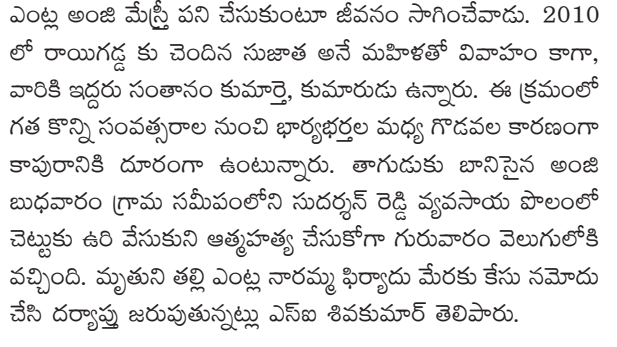 ఎంట్ల అంజి మేస్త్రీ పని చేసుకుంటూ జీవనం సాగించేవాడు. 2010
లో రాయిగడ్డ కు చెందిన సుజాత అనే మహిళతో వివాహం కాగా,
వారికి ఇద్దరు సంతానం కుమార్తె, కుమారుడు ఉన్నారు. ఈ క్రమంలో
గత కొన్ని సంవత్సరాల నుంచి భార్యభర్తల మధ్య గొడవల కారణంగా
కాపురానికి దూరంగా ఉంటున్నారు. తాగుడుకు బానిసైన అంజి
బుధవారం గ్రామ సమీపంలోని సుదర్శన్ రెడ్డి వ్యవసాయ పొలంలో
చెట్టుకు ఉరి వేసుకుని ఆత్మహత్య చేసుకోగా గురువారం వెలుగులోకి
వచ్చింది. మృతుని తల్లి ఎంట్ల నారమ్మ ఫిర్యాదు మేరకు కేసు నమోదు
చేసి దర్యాప్తు జరుపుతున్నట్లు ఎస్ఐ శివకుమార్ తెలిపారు.